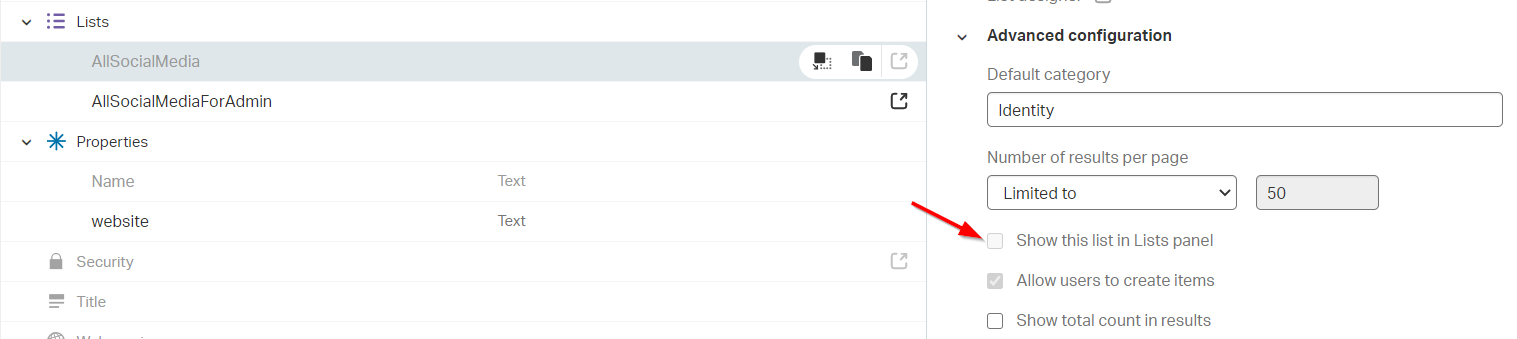 Lists
AllSocialMedia
AllSocialMediaForAdmin
Properties
Name Text
website Text
Security
Title
Advanced configuration
Default category
Identity
Number of results per page
Limited to 50
Show this list in Lists panel
Allow users to create items
Show total count in results